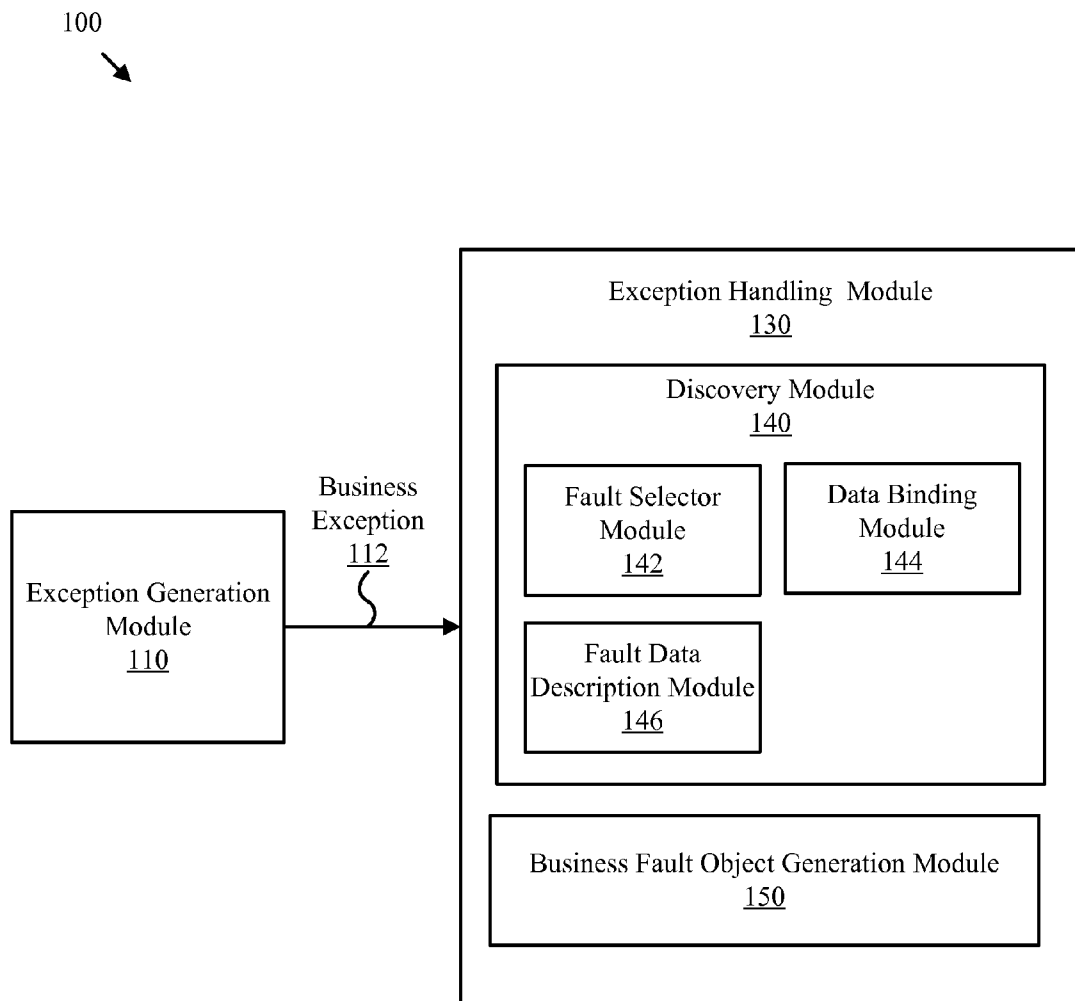 100
Exception Handling Module
130
Discovery Module
140
Fault Selector
Module
142
Data Binding
Module
144
Fault Data
Description Module
146
Business
Exception
112
Exception Generation
Module
110
Business Fault Object Generation Module
150